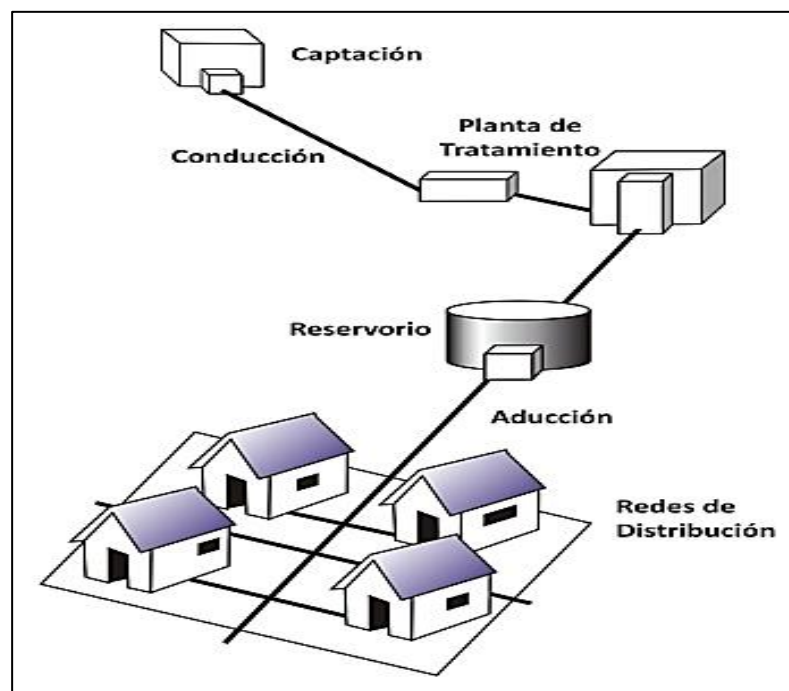 Captación
Planta de
Tratamiento
Conducción
Reservorio
Aducción
Redes de
Distribución